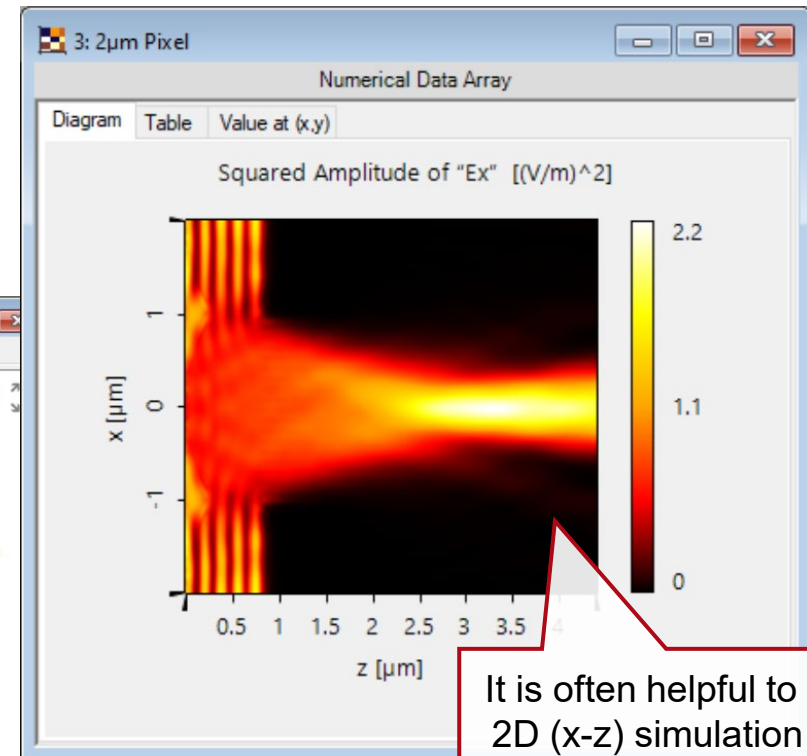 3: 2µm Pixel
Numerical Data Array
Diagram Table Value at (x,y)
Squared Amplitude of "Ex" [(V/m)^2]
2.2
1.1
0
x [µm]
1
0
-1
0.5 1 1.5 2 2.5 3 3.5 4
z [µm]
It is often helpful to
2D (x-z) simulation